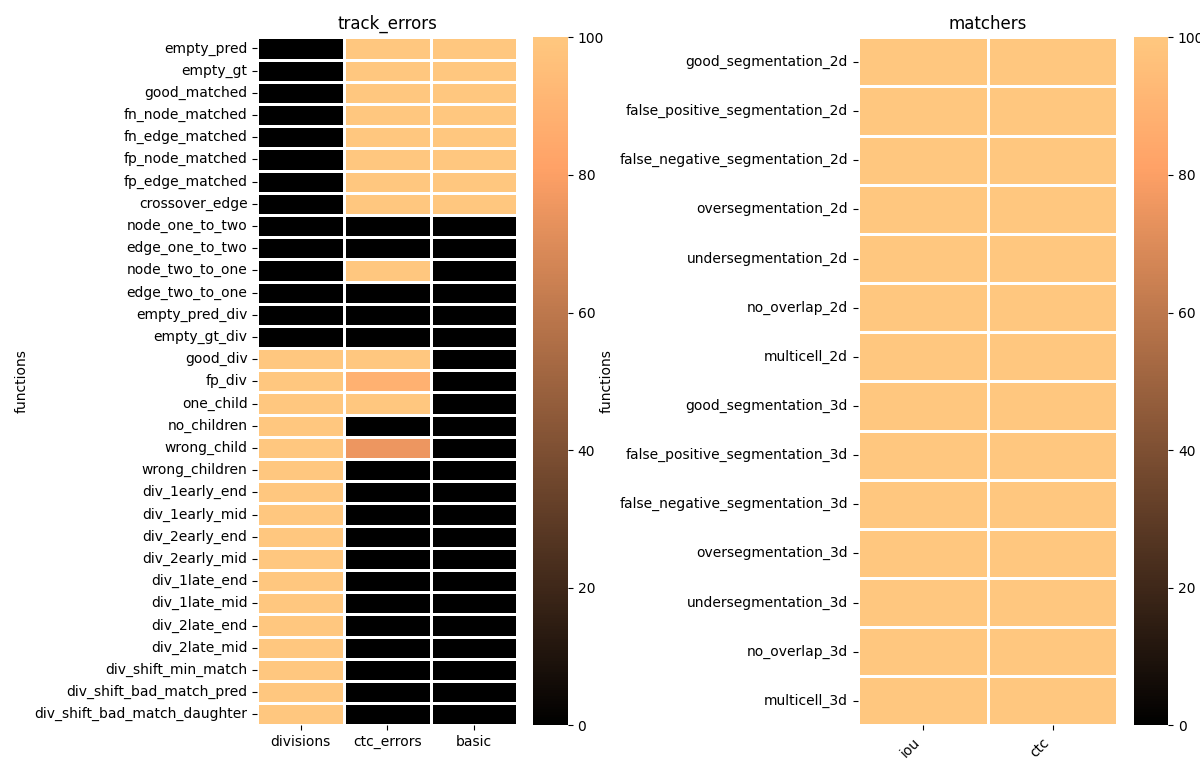 track_errors
empty_pred
empty_gt
good_matched
fn_node_matched
fn_edge_matched
fp_node_matched
fp_edge_matched
crossover_edge
node_one_to_two
edge_one_to_two
node_two_to_one
edge_two_to_one
empty_pred_div
empty_gt_div
good_div
fp_div
one_child
no_children
wrong_child
wrong_children
div_1early_end
div_1early_mid
div_2early_end
div_2early_mid
div_1late_end
div_1late_mid
div_2late_end
div_2late_mid
div_shift_min_match
div_shift_bad_match_pred
div_shift_bad_match_daughter
functions
divisions ctc_errors basic
100
80
60
40
20
0
matchers
good_segmentation_2d
false_positive_segmentation_2d
false_negative_segmentation_2d
oversegmentation_2d
undersegmentation_2d
no_overlap_2d
multicell_2d
good_segmentation_3d
false_positive_segmentation_3d
false_negative_segmentation_3d
oversegmentation_3d
undersegmentation_3d
no_overlap_3d
multicell_3d
functions
iou ctc
100
80
60
40
20
0